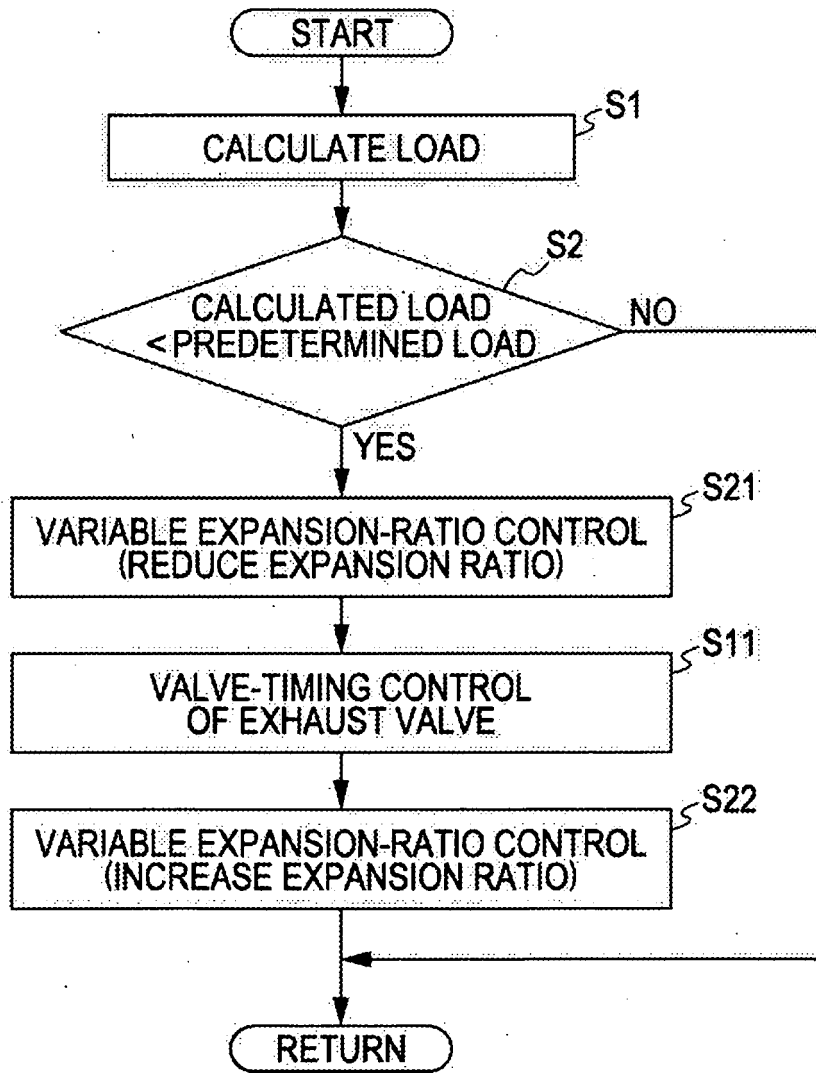 START
S1
CALCULATE LOAD
S2
CALCULATED LOAD
< PREDETERMINED LOAD
NO
YES
S21
VARIABLE EXPANSION-RATIO CONTROL
(REDUCE EXPANSION RATIO)
S11
VALVE-TIMING CONTROL
OF EXHAUST VALVE
S22
VARIABLE EXPANSION-RATIO CONTROL
(INCREASE EXPANSION RATIO)
RETURN